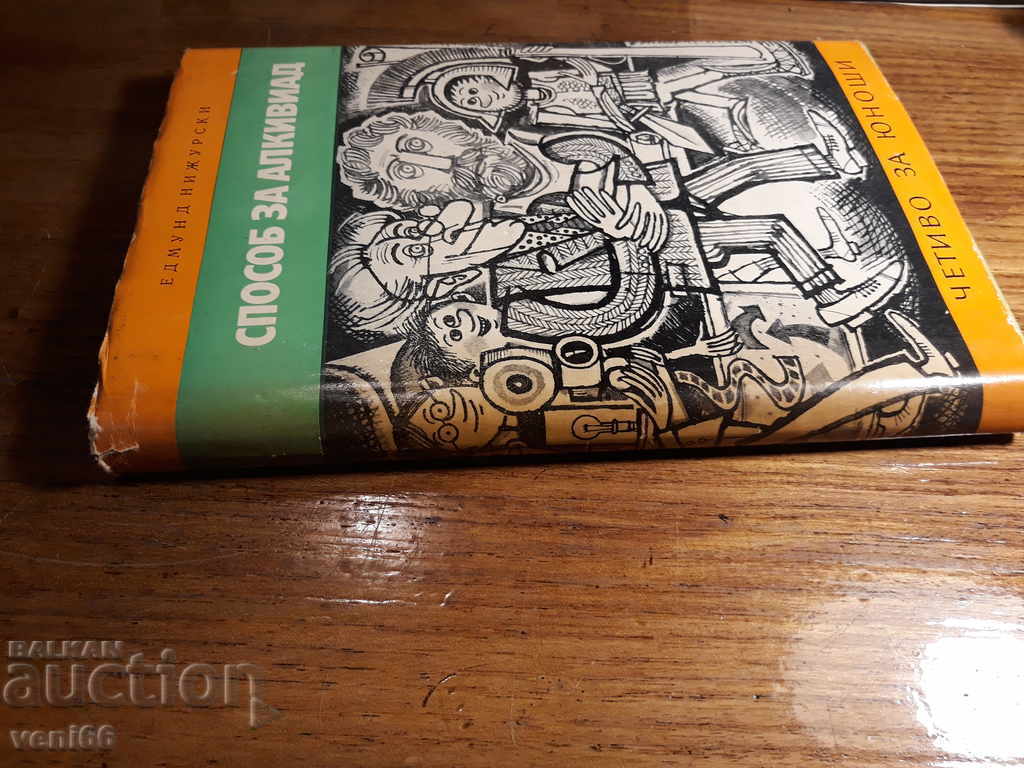 ЕДМУНД НИЖУРСКИ
СПОСОБ ЗА АЛКИВИАД
ЧЕТИВО ЗА ЮНОШИ
BALKAN
auction
veni66